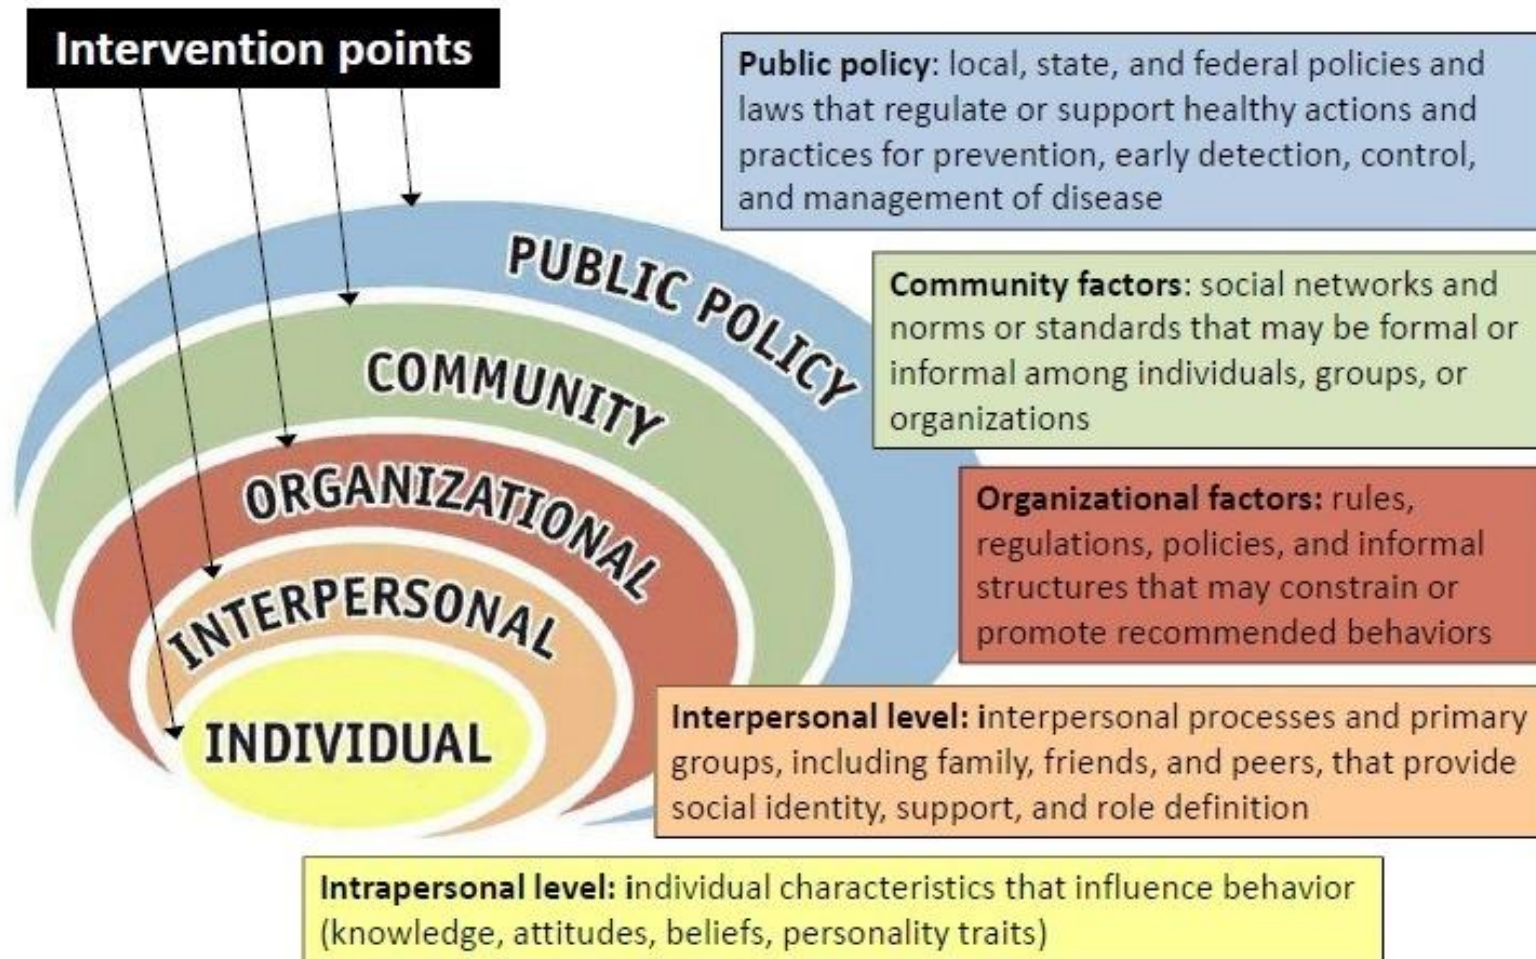 Intervention points
Public policy: local, state, and federal policies and
laws that regulate or support healthy actions and
practices for prevention, early detection, control,
and management of disease
PUBLIC POLICY
Community factors: social networks and
norms or standards that may be formal or
informal among individuals, groups, or
organizations
COMMUNITY
Organizational factors: rules,
regulations, policies, and informal
structures that may constrain or
promote recommended behaviors
ORGANIZATIONAL
INTERPERSONAL
Interpersonal level: interpersonal processes and primary
groups, including family, friends, and peers, that provide
social identity, support, and role definition
INDIVIDUAL
Intrapersonal level: individual characteristics that influence behavior
(knowledge, attitudes, beliefs, personality traits)